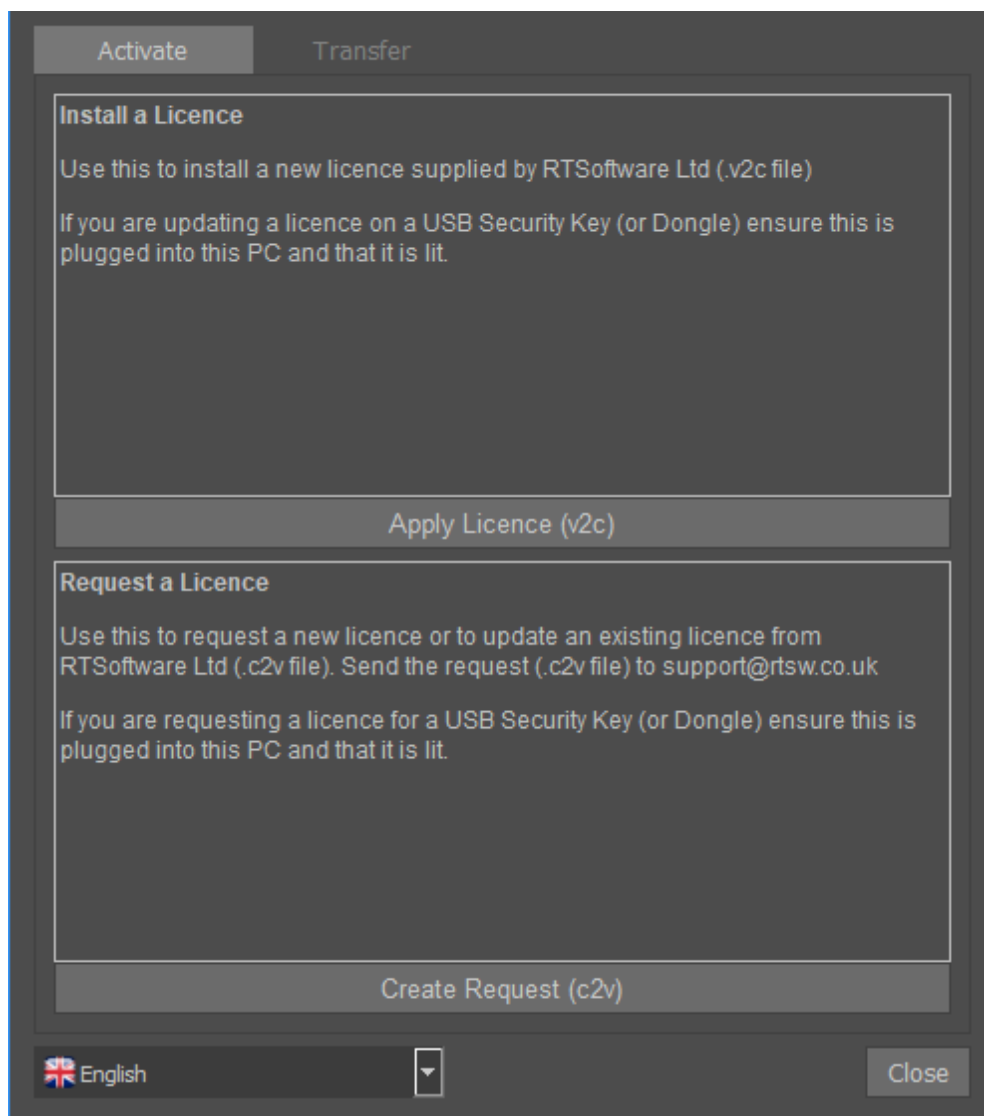 Activate
Transfer
Install a Licence
Use this to install a new licence supplied by RTSoftware Ltd (.v2c file)
If you are updating a licence on a USB Security Key (or Dongle) ensure this is
plugged into this PC and that it is lit.
Apply Licence (v2c)
Request a Licence
Use this to request a new licence or to update an existing licence from
RTSoftware Ltd (.c2v file). Send the request (.c2v file) to support@rtsw.co.uk
If you are requesting a licence for a USB Security Key (or Dongle) ensure this is
plugged into this PC and that it is lit.
Create Request (c2v)
English
Close